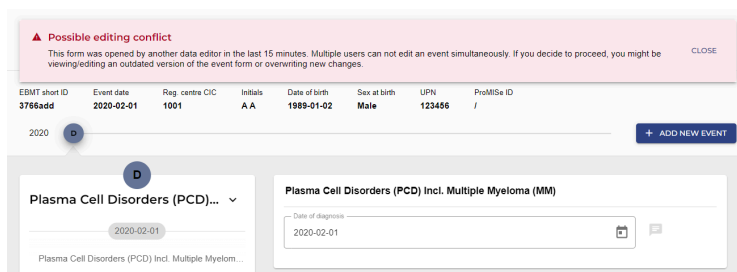 Possible editing conflict
This form was opened by another data editor in the last 15 minutes. Multiple users can not edit an event simultaneously. If you decide to proceed, you might be
viewing/editing an outdated version of the event form or overwriting new changes.
CLOSE
EBMT short ID Event date Reg. centre CIC Initials Date of birth Sex at birth UPN ProMISe ID
3766add 2020-02-01 1001 A A 1989-01-02 Male 123456 /
2020 D + ADD NEW EVENT
D
Plasma Cell Disorders (PCD)...
2020-02-01
Plasma Cell Disorders (PCD) Incl. Multiple Myelom...
Plasma Cell Disorders (PCD) Incl. Multiple Myeloma (MM)
Date of diagnosis
2020-02-01